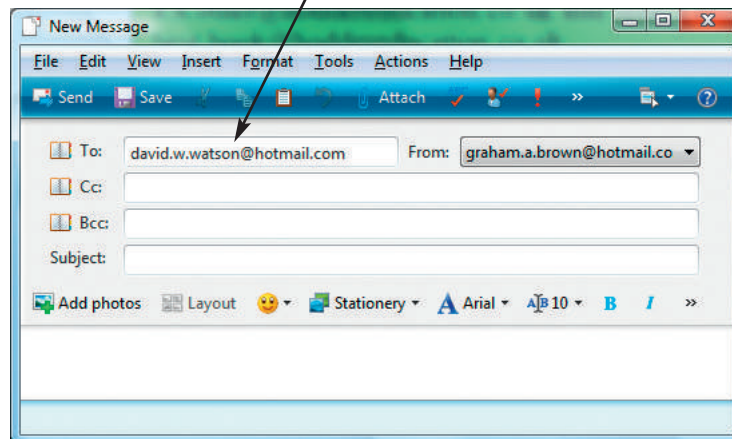 New Message
File Edit View Insert Format Tools Actions Help
Send Save Attach »
To: david.w.watson@hotmail.com From: graham.a.brown@hotmail.co
Cc:
Bcc:
Subject:
Add photos Layout Stationery A Arial 10 B I »